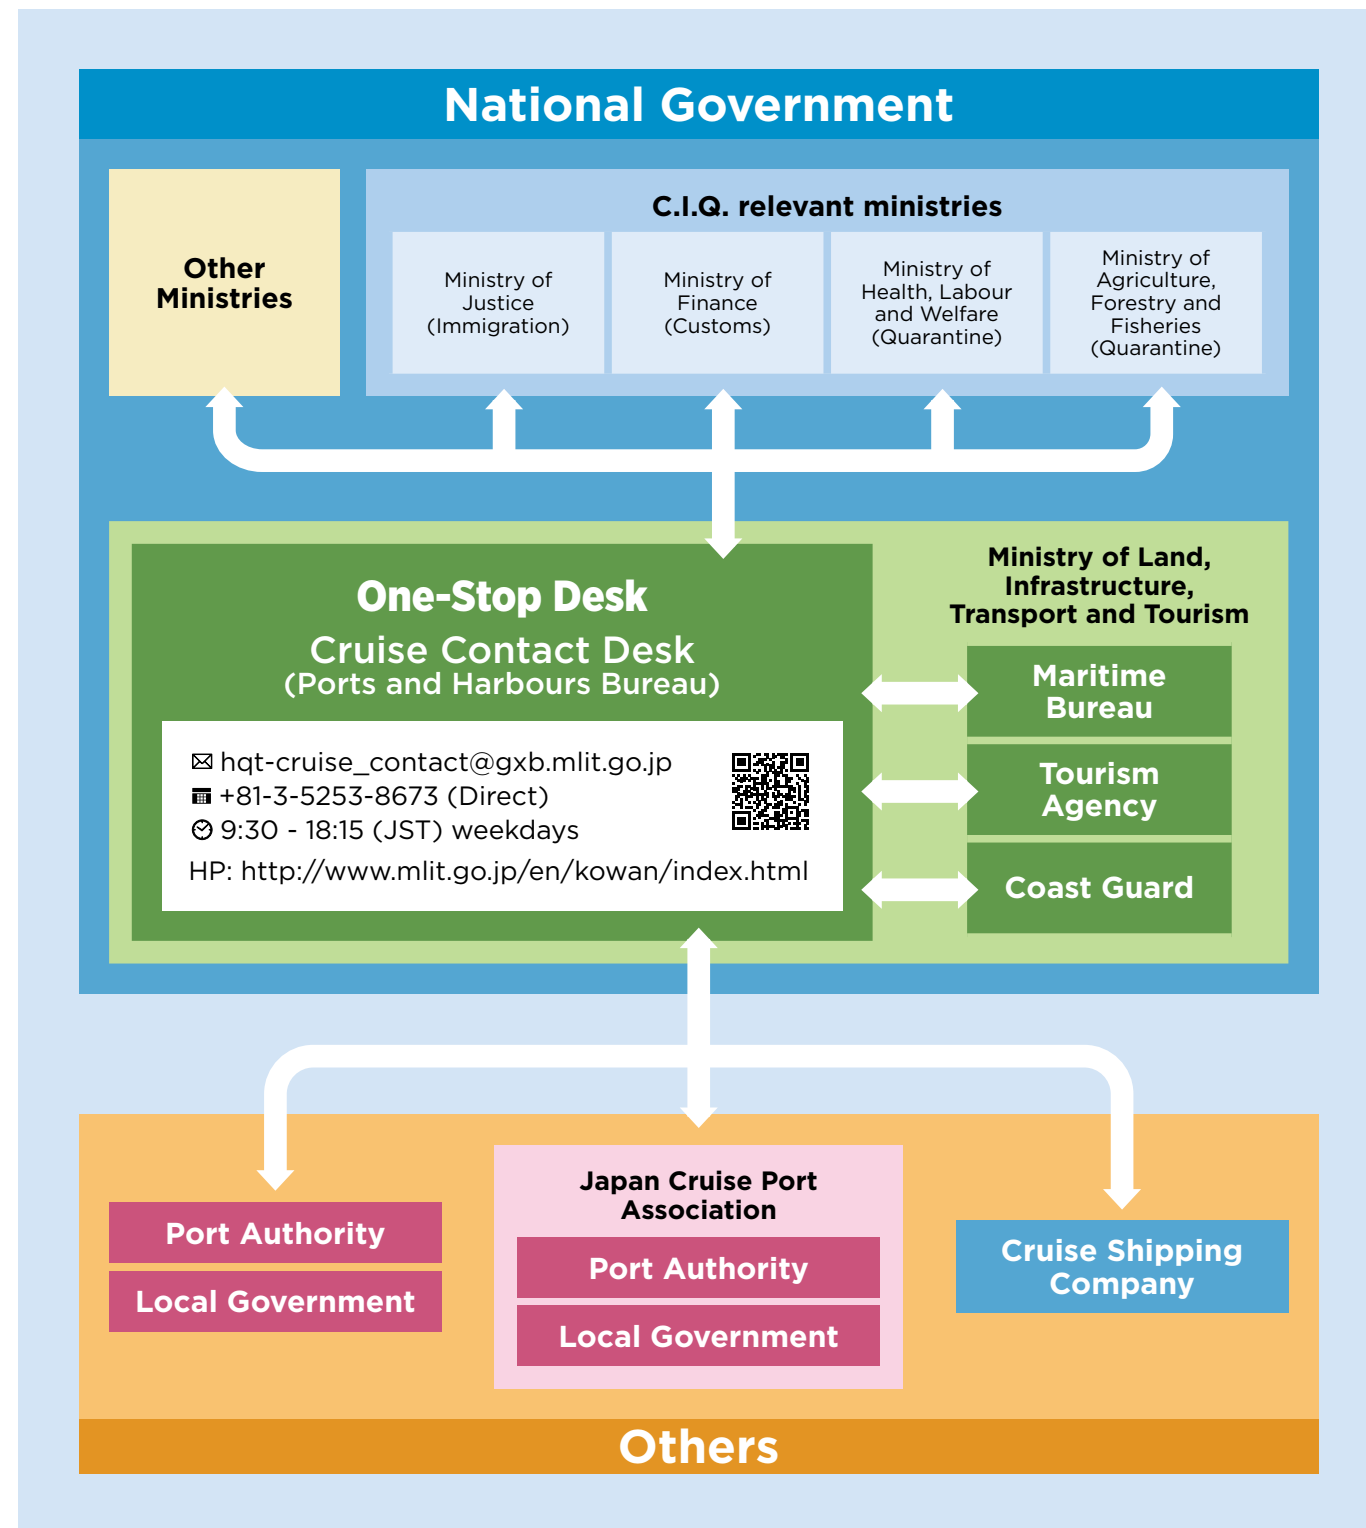 National Government
Other
Ministries
C.I.Q. relevant ministries
Ministry of
Justice
(Immigration)
Ministry of
Finance
(Customs)
Ministry of
Health, Labour
and Welfare
(Quarantine)
Ministry of
Agriculture,
Forestry and
Fisheries
(Quarantine)
One-Stop Desk
Cruise Contact Desk
(Ports and Harbours Bureau)
hqt-cruise_contact@gxb.mlit.go.jp
+81-3-5253-8673 (Direct)
9:30 - 18:15 (JST) weekdays
HP: http://www.mlit.go.jp/en/kowan/index.html
Ministry of Land,
Infrastructure,
Transport and Tourism
Maritime
Bureau
Tourism
Agency
Coast Guard
Port Authority
Local Government
Japan Cruise Port
Association
Port Authority
Local Government
Cruise Shipping
Company
Others